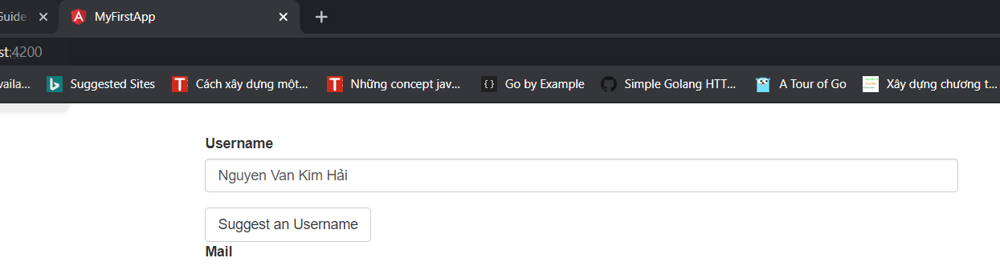 Guide MyFirstApp
st:4200
vaila... Suggested Sites Cách xây dựng một... Những concept jav... Go by Example Simple Golang HTT... A Tour of Go Xây dựng chương t...
Username
Nguyen Van Kim Hải
Suggest an Username
Mail